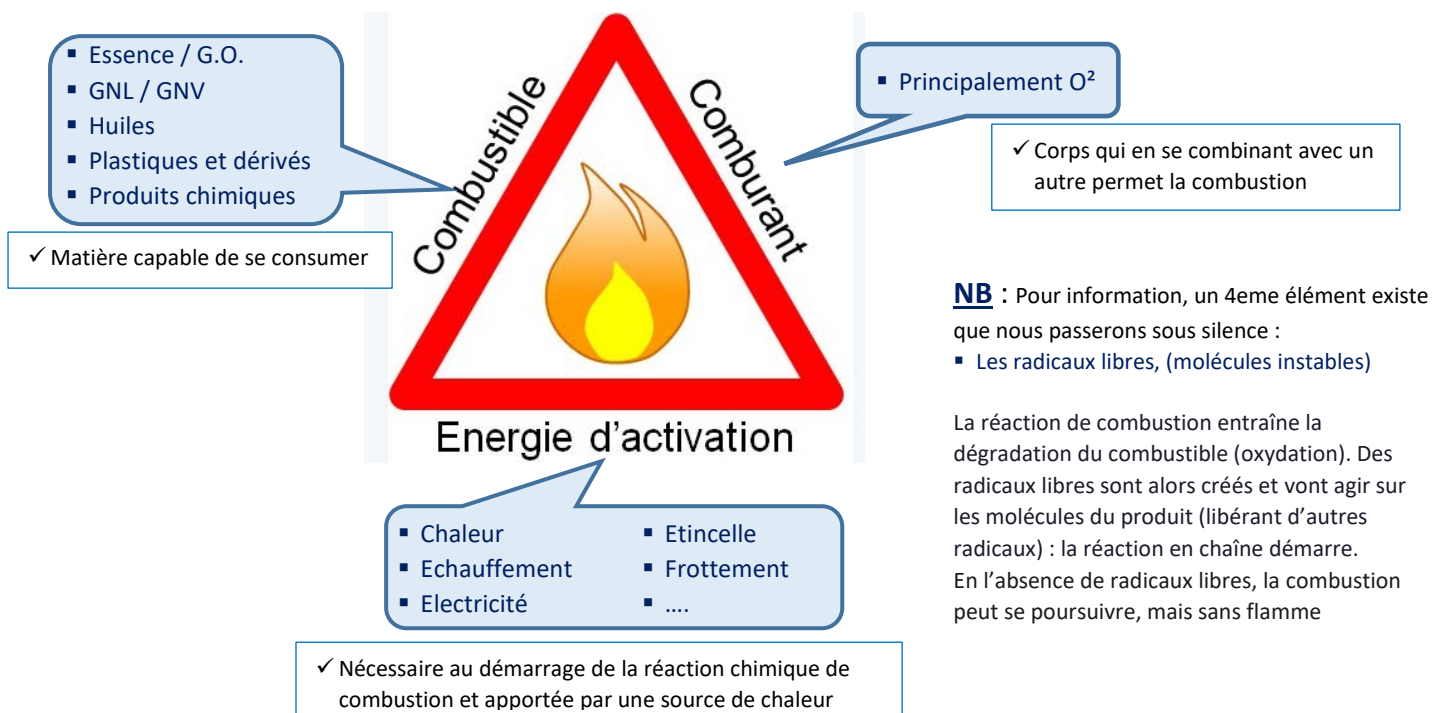 ▪ Essence / G.O.
▪ GNL / GNV
▪ Huiles
▪ Plastiques et dérivés
▪ Produits chimiques
✓ Matière capable de se consumer
Combustible
Comburant
Energie d'activation
▪ Principalement O²
✓ Corps qui en se combinant avec un
autre permet la combustion
NB : Pour information, un 4eme élément existe
que nous passerons sous silence :
▪ Les radicaux libres, (molécules instables)
La réaction de combustion entraîne la
dégradation du combustible (oxydation). Des
radicaux libres sont alors créés et vont agir sur
les molécules du produit (libérant d'autres
radicaux) : la réaction en chaîne démarre.
En l'absence de radicaux libres, la combustion
peut se poursuivre, mais sans flamme
▪ Chaleur
▪ Echauffement
▪ Electricité
▪ Etincelle
▪ Frottement
▪ ….
✓ Nécessaire au démarrage de la réaction chimique de
combustion et apportée par une source de chaleur